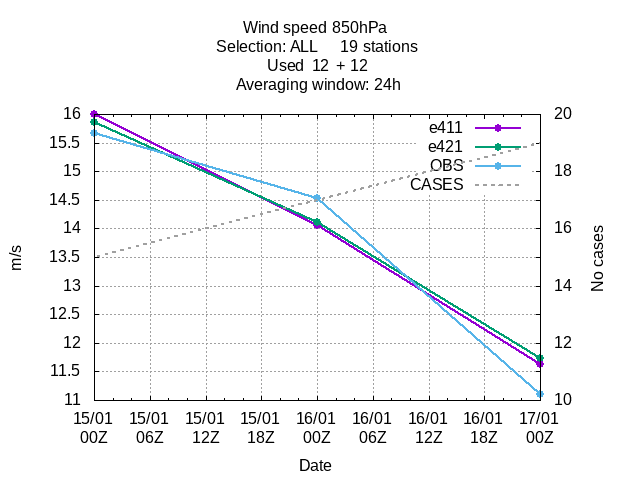 Wind speed 850hPa
Selection: ALL 19 stations
Used 12 + 12
Averaging window: 24h
16
15.5
15
14.5
14
13.5
13
12.5
12
11.5
11
m/s
20
18
16
14
12
10
No cases
e411
e421
OBS
CASES
15/01 15/01 15/01 15/01 16/01 16/01 16/01 16/01 17/01
00Z 06Z 12Z 18Z 00Z 06Z 12Z 18Z 00Z
Date